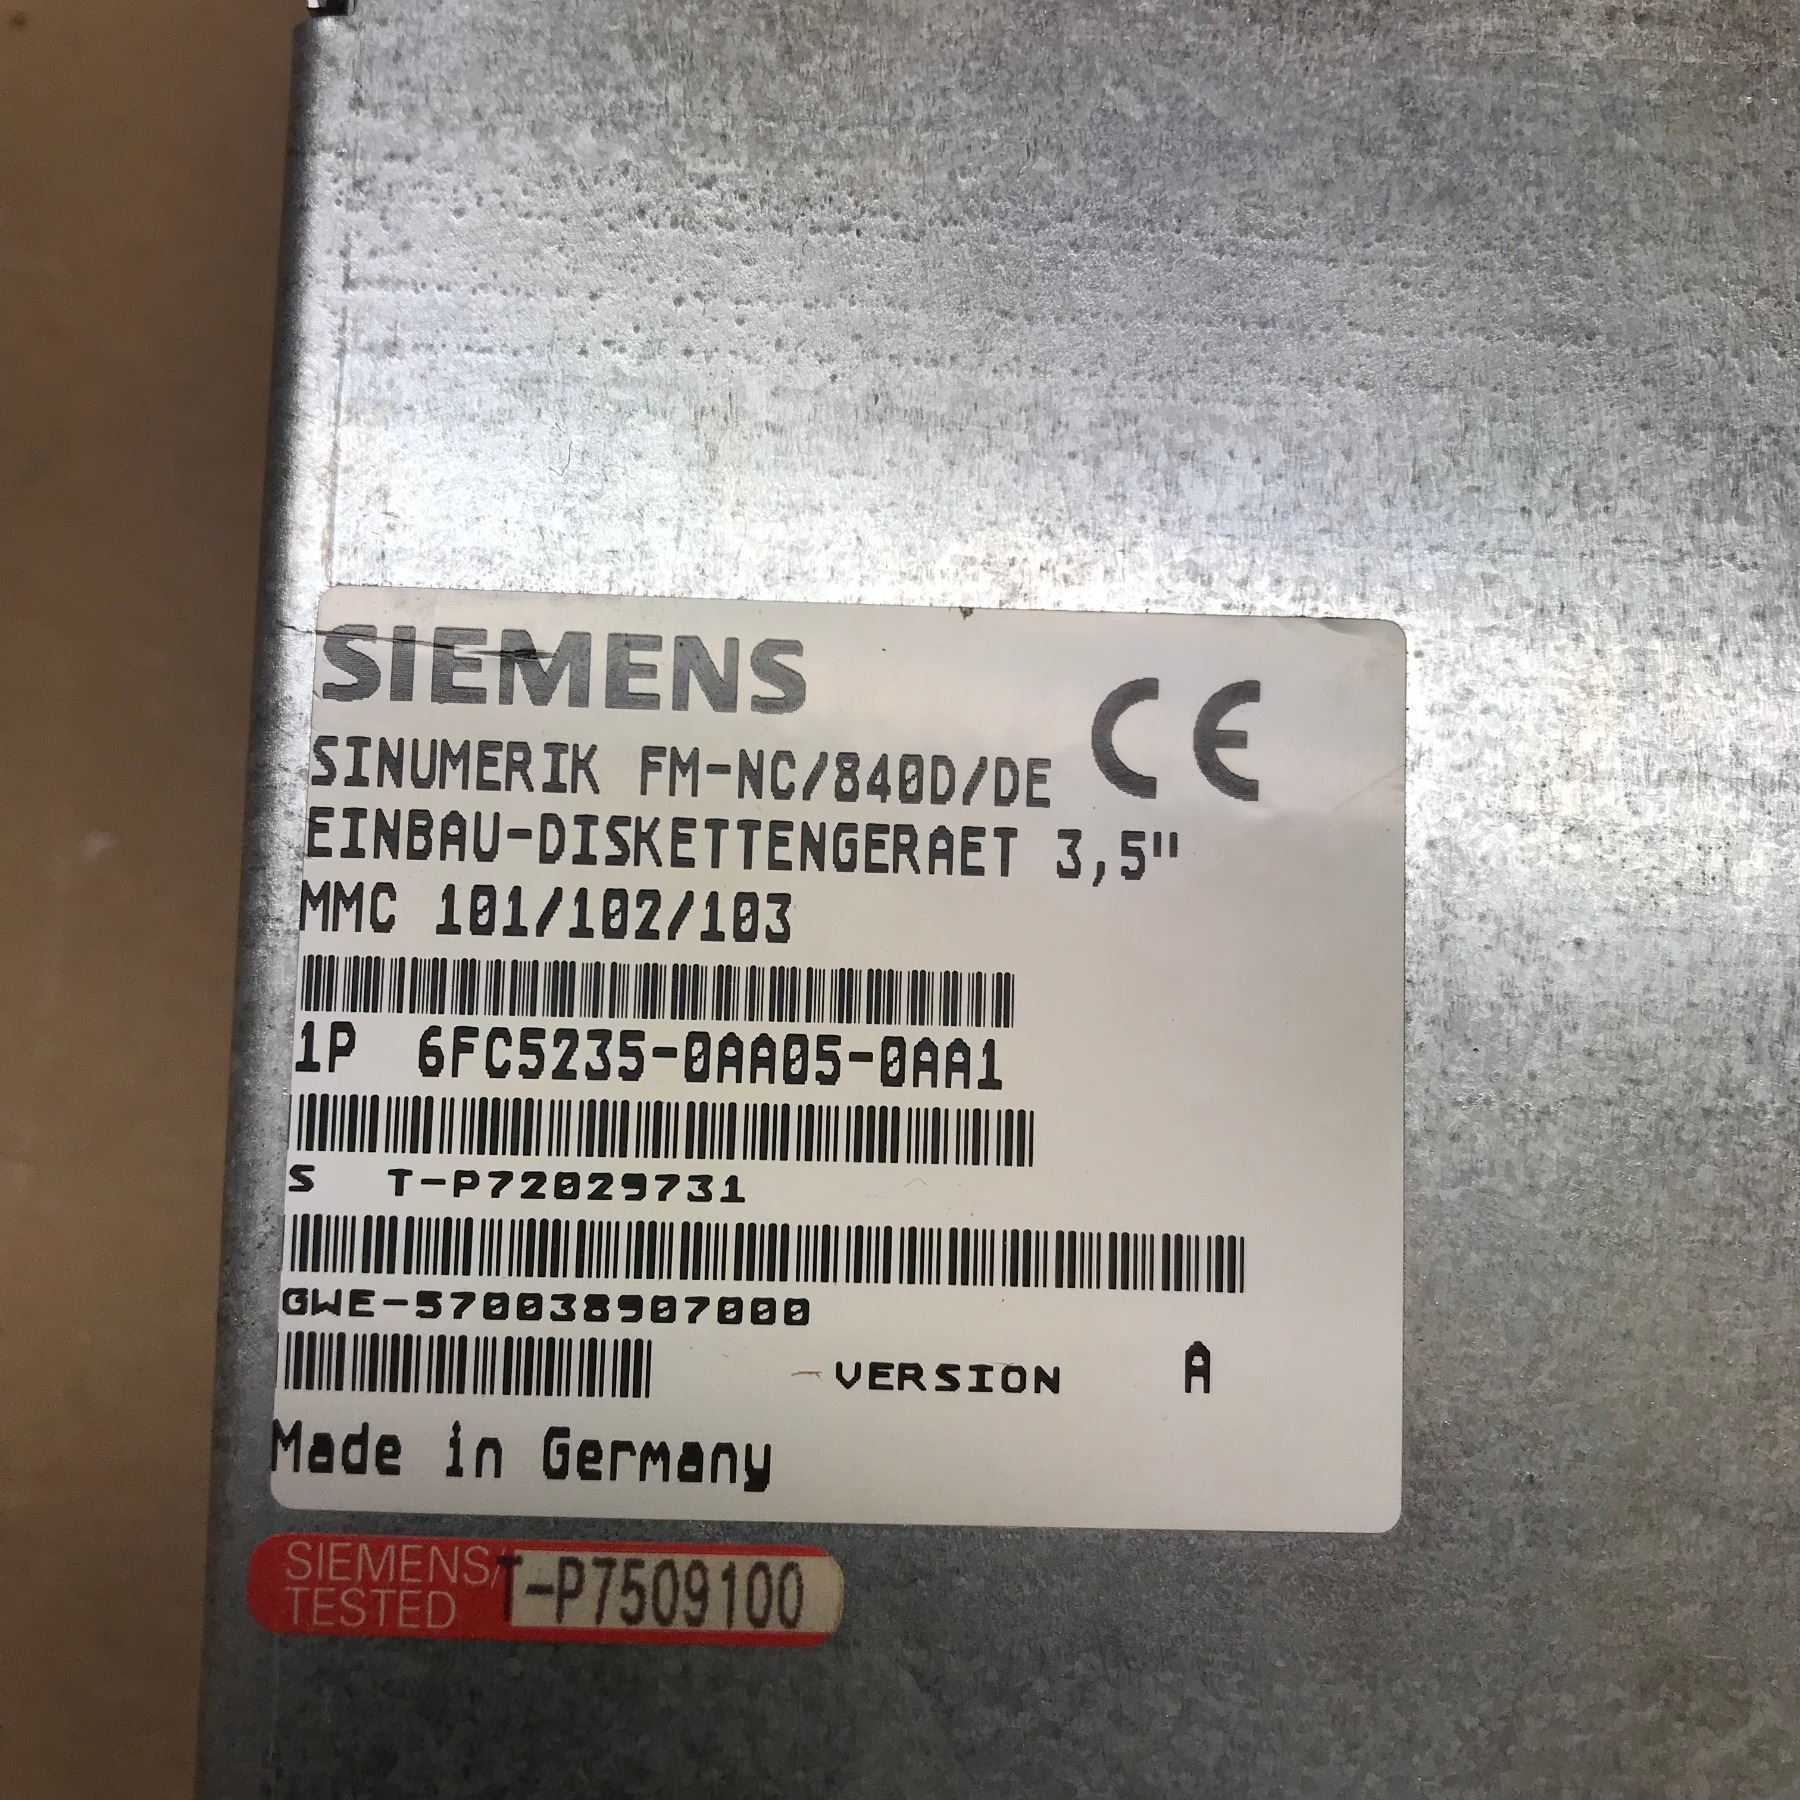 SIEMENS
CE
SINUMERIK FM-NC/840D/DE
EINBAU-DISKETTENGERAET 3,5"
MMC 101/102/103
1P 6FC5235-0AA05-0AA1
S T-P72029731
GWE-570038907000
VERSION A
Made in Germany
SIEMENS/ T-P7509100
TESTED